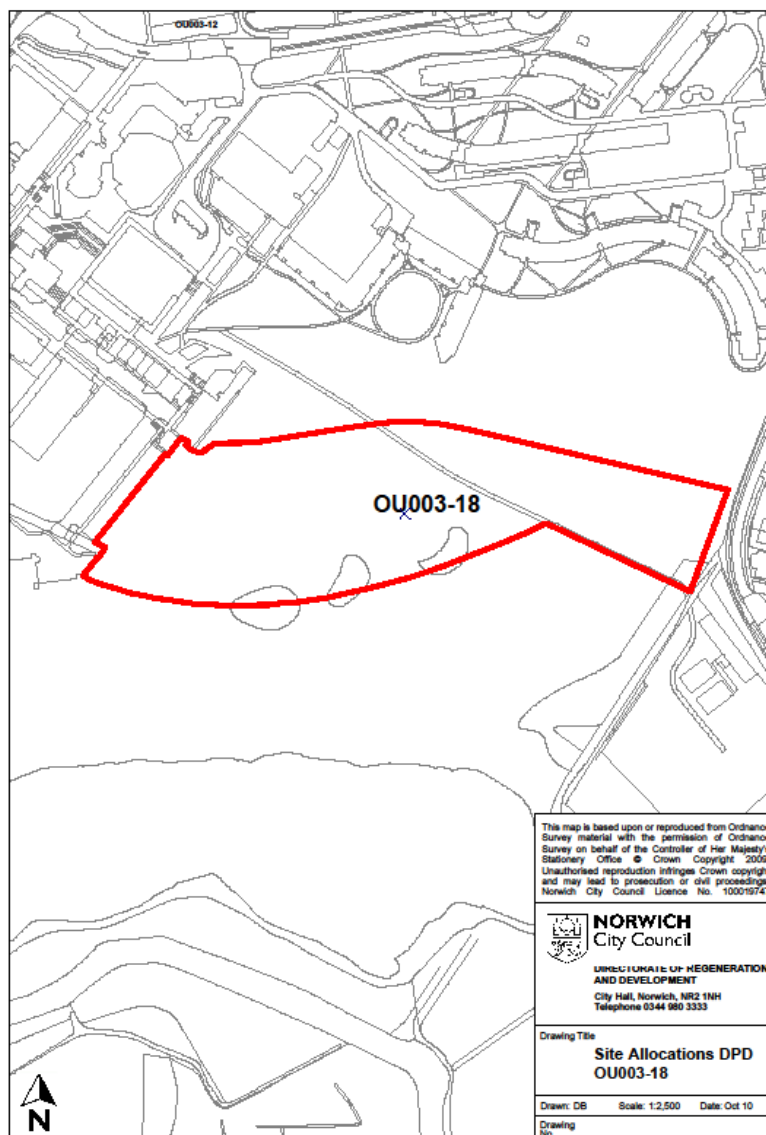 OU003-12
OU003-18
This map is based upon or reproduced from Ordnance
Survey material with the permission of Ordnance
Survey on behalf of the Controller of Her Majesty's
Stationery Office © Crown Copyright 2009.
Unauthorised reproduction infringes Crown copyright
and may lead to prosecution or civil proceedings.
Norwich City Council Licence No. 100019747
NORWICH
City Council
DIRECTORATE OF REGENERATION
AND DEVELOPMENT
City Hall, Norwich, NR2 1NH
Telephone 0344 980 3333
Drawing Title
Site Allocations DPD
OU003-18
Drawn: DB Scale: 1:2,500 Date: Oct 10
Drawing
No.
N